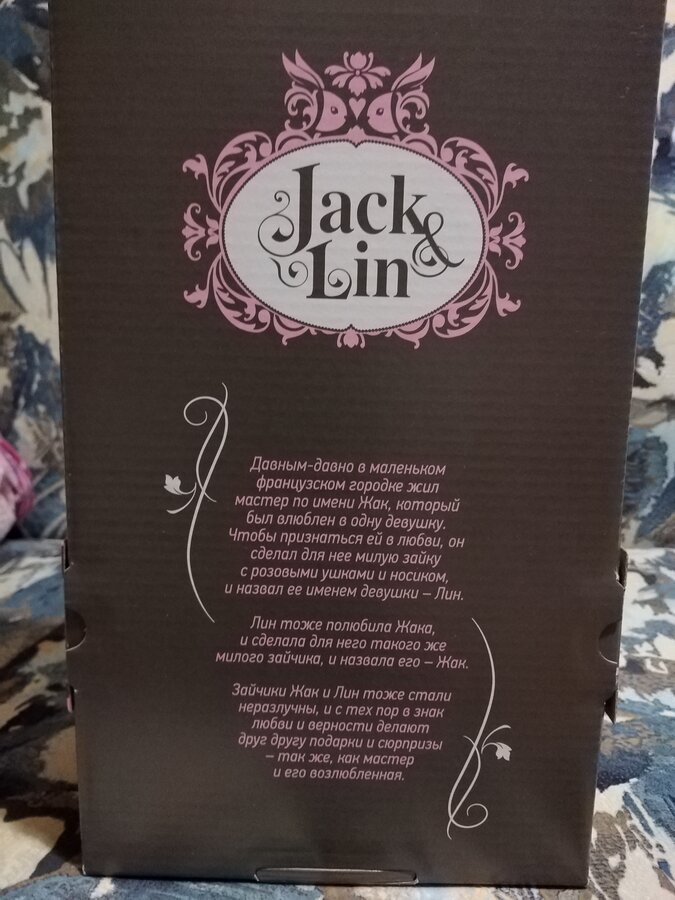 Jack
& Lin
Давным-давно в маленьком
французском городке жил
мастер по имени Жак, который
был влюблен в одну девушку.
Чтобы признаться ей в любви, он
сделал для нее милую зайку
с розовыми ушками и носиком,
и назвал ее именем девушки – Лин.
Лин тоже полюбила Жака,
и сделала для него такого же
милого зайчика, и назвала его – Жак.
Зайчики Жак и Лин тоже стали
неразлучны, и с тех пор в знак
любви и верности делают
друг другу подарки и сюрпризы
– так же, как мастер
и его возлюбленная.